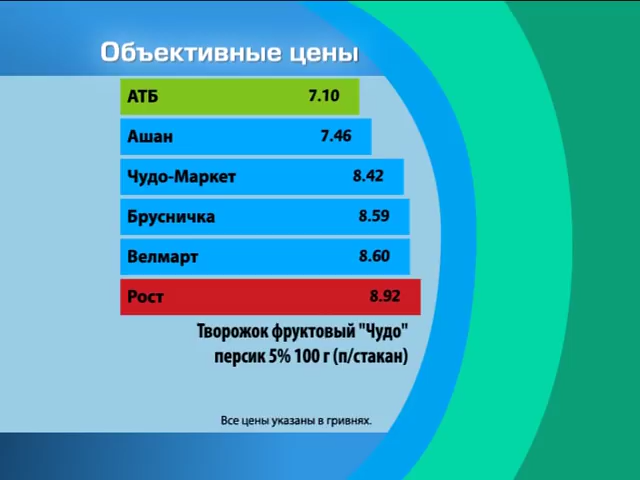 Объективные цены
АТБ 7.10
Ашан 7.46
Чудо-Маркет 8.42
Брусничка 8.59
Велмарт 8.60
Рост 8.92
Творожок фруктовый "Чудо"
персик 5% 100 г (п/стакан)
Все цены указаны в гривнях.